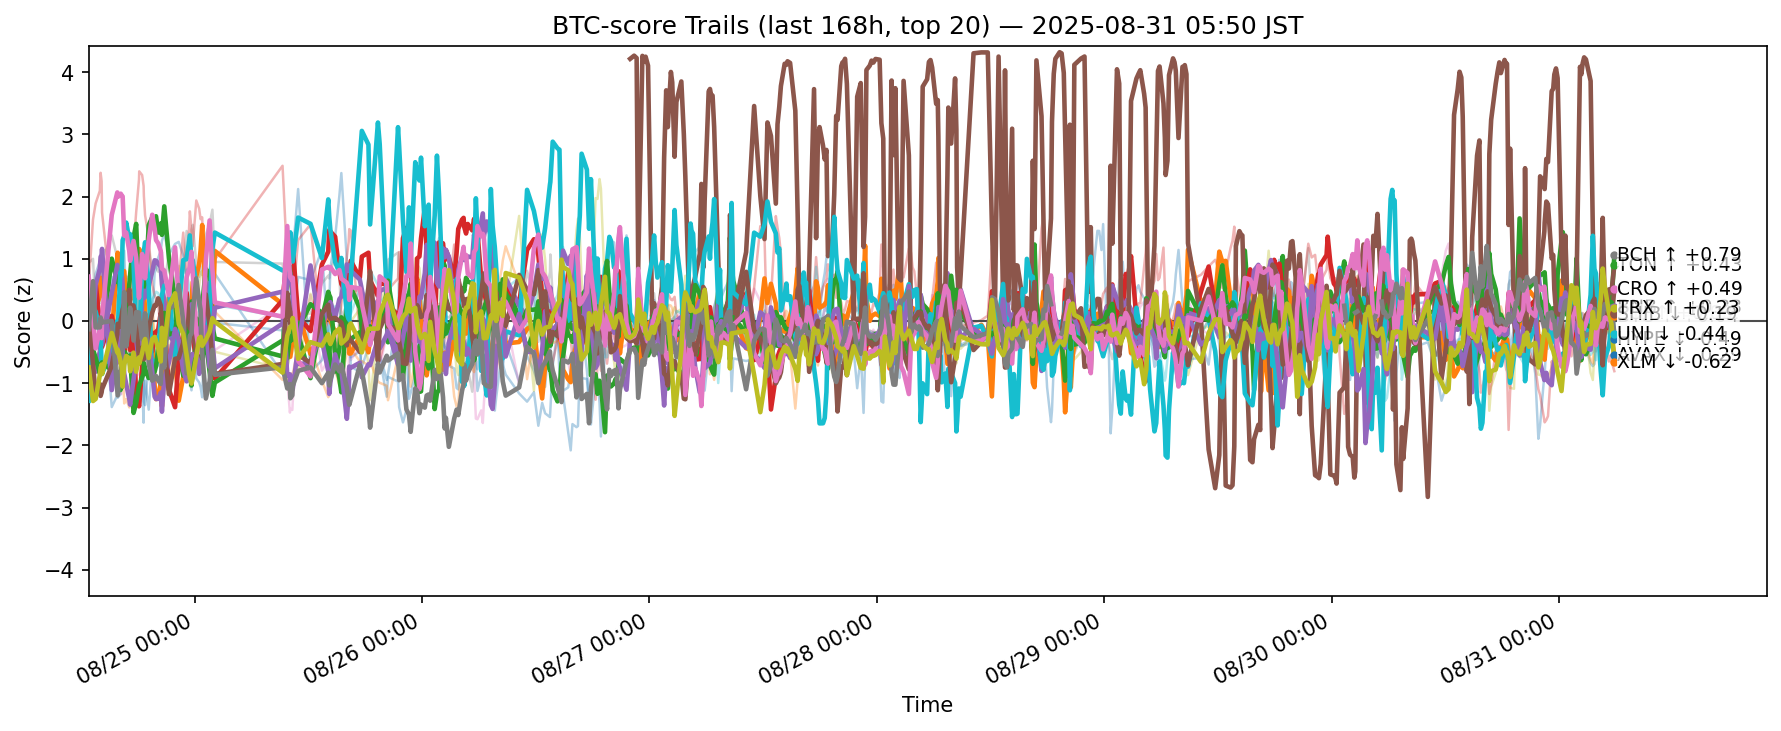 BTC-score Trails (last 168h, top 20) — 2025-08-31 05:50 JST
Score (z)
4
3
2
1
0
−1
−2
−3
−4
BCH ↑ +0.79
TON ↑ +0.43
CRO ↑ +0.49
TRX ↑ +0.23
UNI ↓ -0.44
XLM ↓ -0.62
08/25 00:00
08/26 00:00
08/27 00:00
08/28 00:00
08/29 00:00
08/30 00:00
08/31 00:00
Time